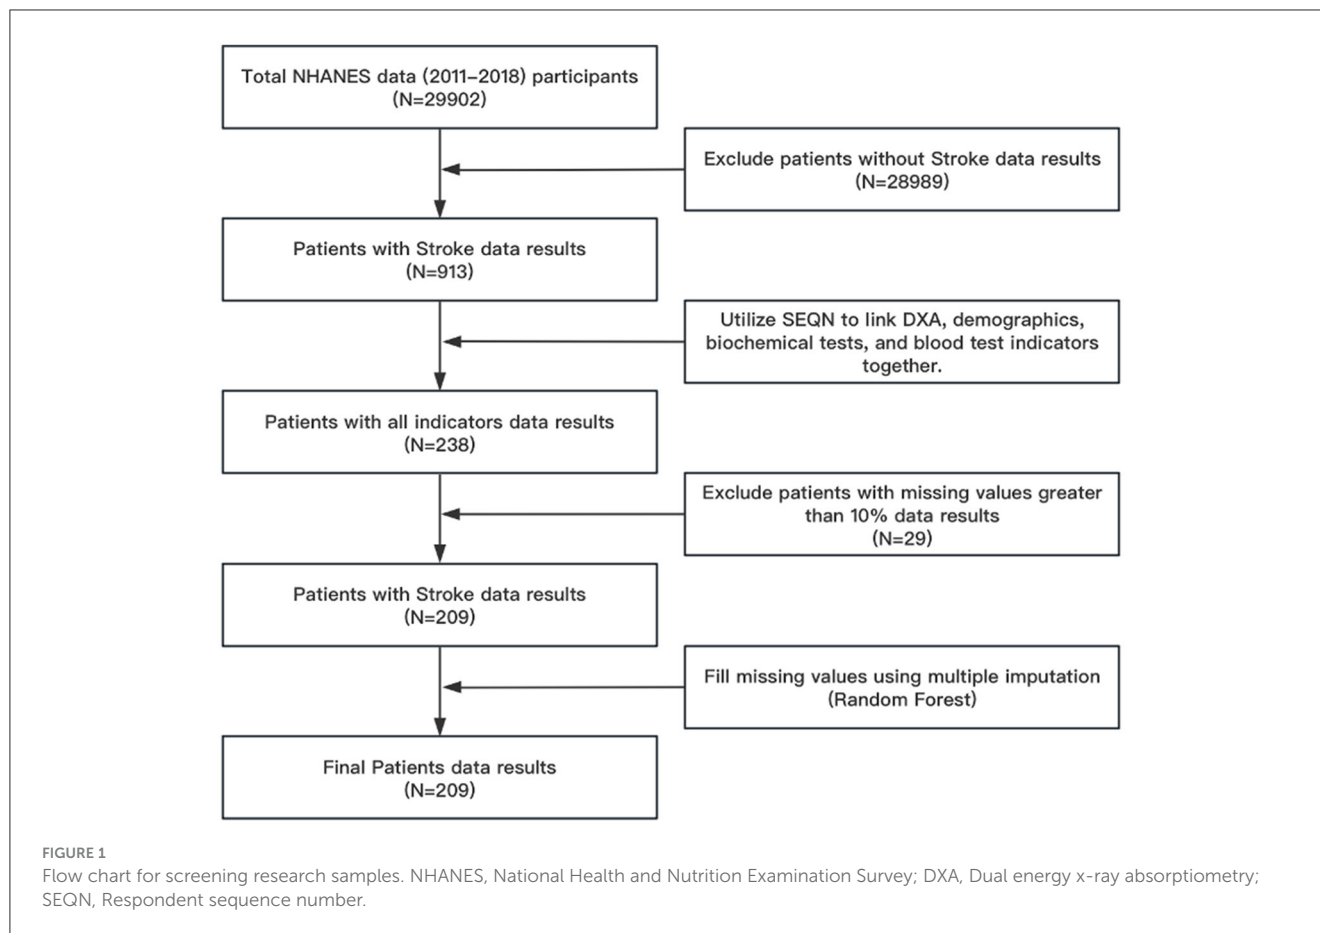 Total NHANES data (2011–2018) participants
(N=29902)
Exclude patients without Stroke data results
(N=28989)
Patients with Stroke data results
(N=913)
Utilize SEQN to link DXA, demographics,
biochemical tests, and blood test indicators
together.
Patients with all indicators data results
(N=238)
Exclude patients with missing values greater
than 10% data results
(N=29)
Patients with Stroke data results
(N=209)
Fill missing values using multiple imputation
(Random Forest)
Final Patients data results
(N=209)
FIGURE 1
Flow chart for screening research samples. NHANES, National Health and Nutrition Examination Survey; DXA, Dual energy x-ray absorptiometry;
SEQN, Respondent sequence number.